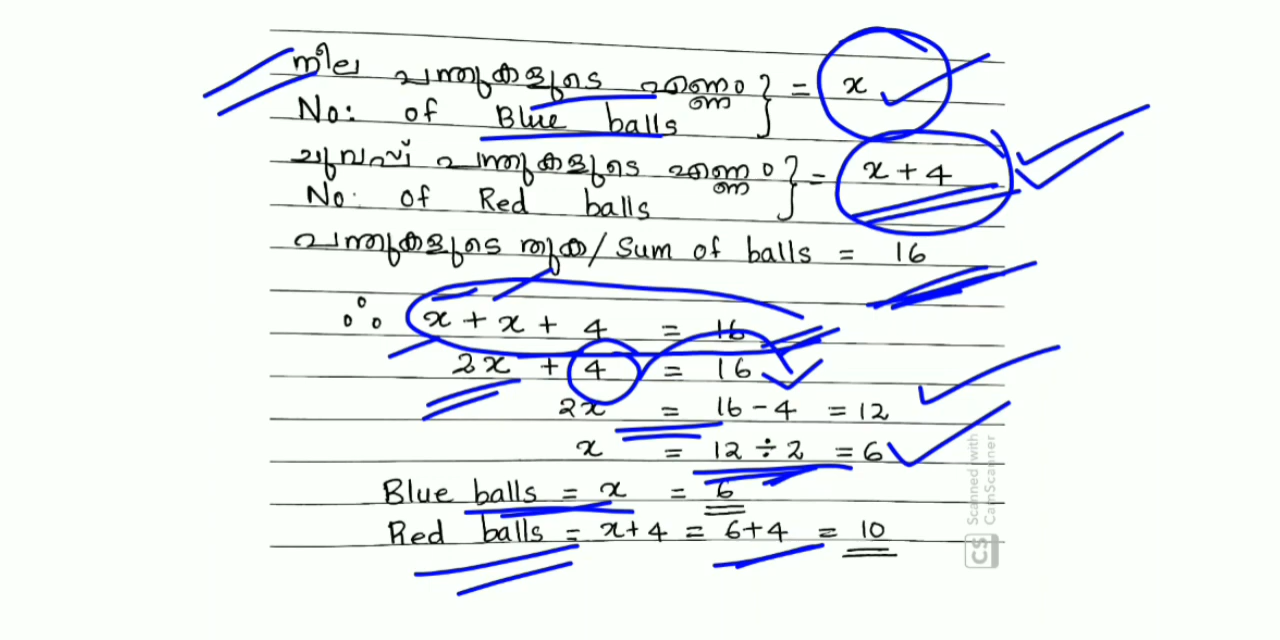 നീല പന്തുകളുടെ എണ്ണം } = x
No: of Blue balls
ചുവപ്പ് പന്തുകളുടെ എണ്ണം } = x + 4
No. of Red balls
പന്തുകളുടെ തുക / Sum of balls = 16
∴ x + x + 4 = 16
2x + 4 = 16
2x = 16 - 4 = 12
x = 12 ÷ 2 = 6
Blue balls = x = 6
Red balls = x+4 = 6+4 = 10
Scanned with
CamScanner
CS